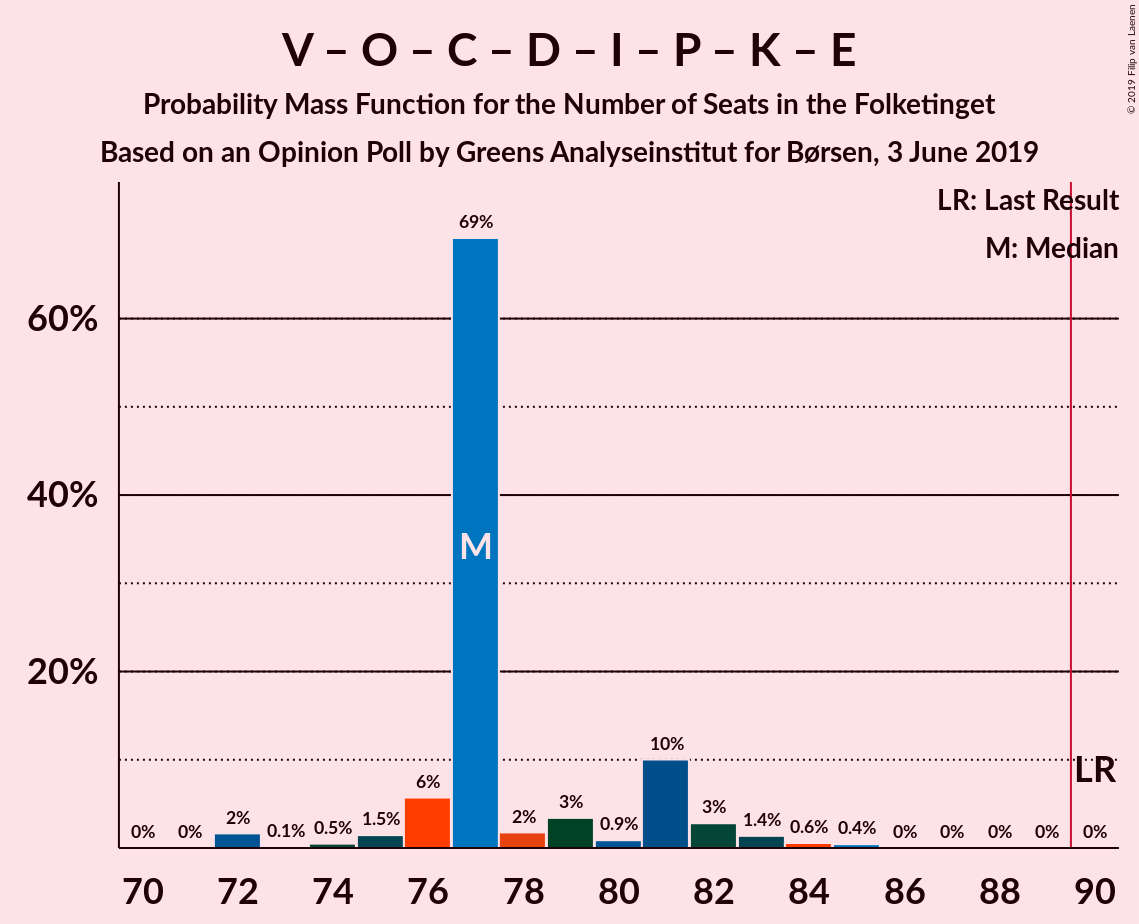 V – O – C – D – I – P – K – E
Probability Mass Function for the Number of Seats in the Folketinget
Based on an Opinion Poll by Greens Analyseinstitut for Børsen, 3 June 2019
© 2019 Filip van Laenen
LR: Last Result
M: Median
60%
40%
20%
0% 0% 2% 0.1% 0.5% 1.5% 6% 69% 2% 3% 0.9% 10% 3% 1.4% 0.6% 0.4% 0% 0% 0% 0% 0%
M
LR
70 72 74 76 78 80 82 84 86 88 90